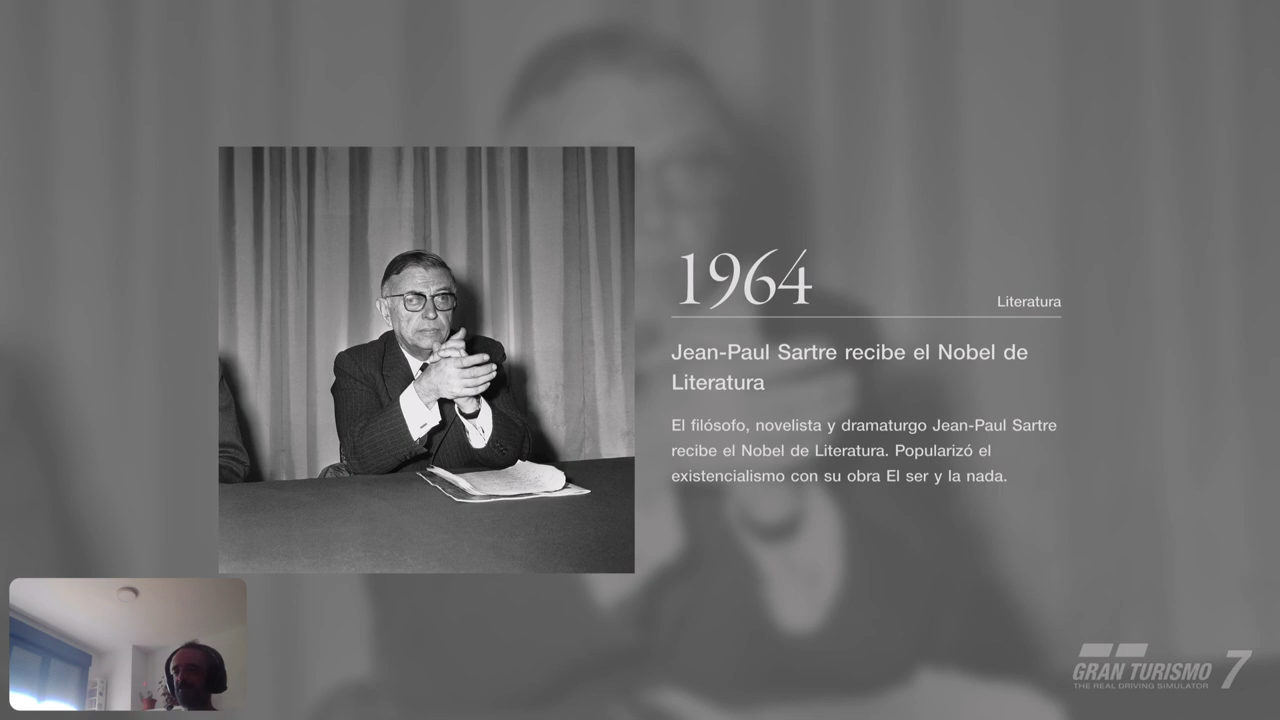 1964
Literatura
Jean-Paul Sartre recibe el Nobel de
Literatura
El filósofo, novelista y dramaturgo Jean-Paul Sartre
recibe el Nobel de Literatura. Popularizó el
existencialismo con su obra El ser y la nada.
GRAN TURISMO 7
THE REAL DRIVING SIMULATOR